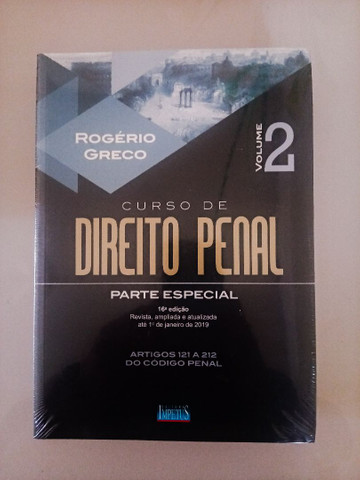 ROGÉRIO
GRECO
VOLUME 2
CURSO DE
DIREITO PENAL
PARTE ESPECIAL
16ª edição
Revista, ampliada e atualizada
até 1º de janeiro de 2019
ARTIGOS 121 A 212
DO CÓDIGO PENAL
EDITORA
IMPETUS